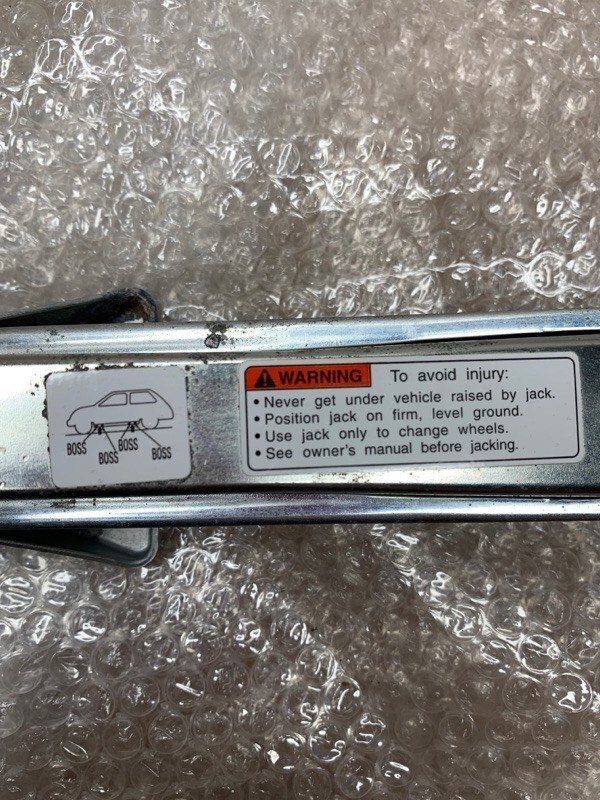 BOSS BOSS BOSS BOSS
WARNING To avoid injury:
• Never get under vehicle raised by jack.
• Position jack on firm, level ground.
• Use jack only to change wheels.
• See owner's manual before jacking.